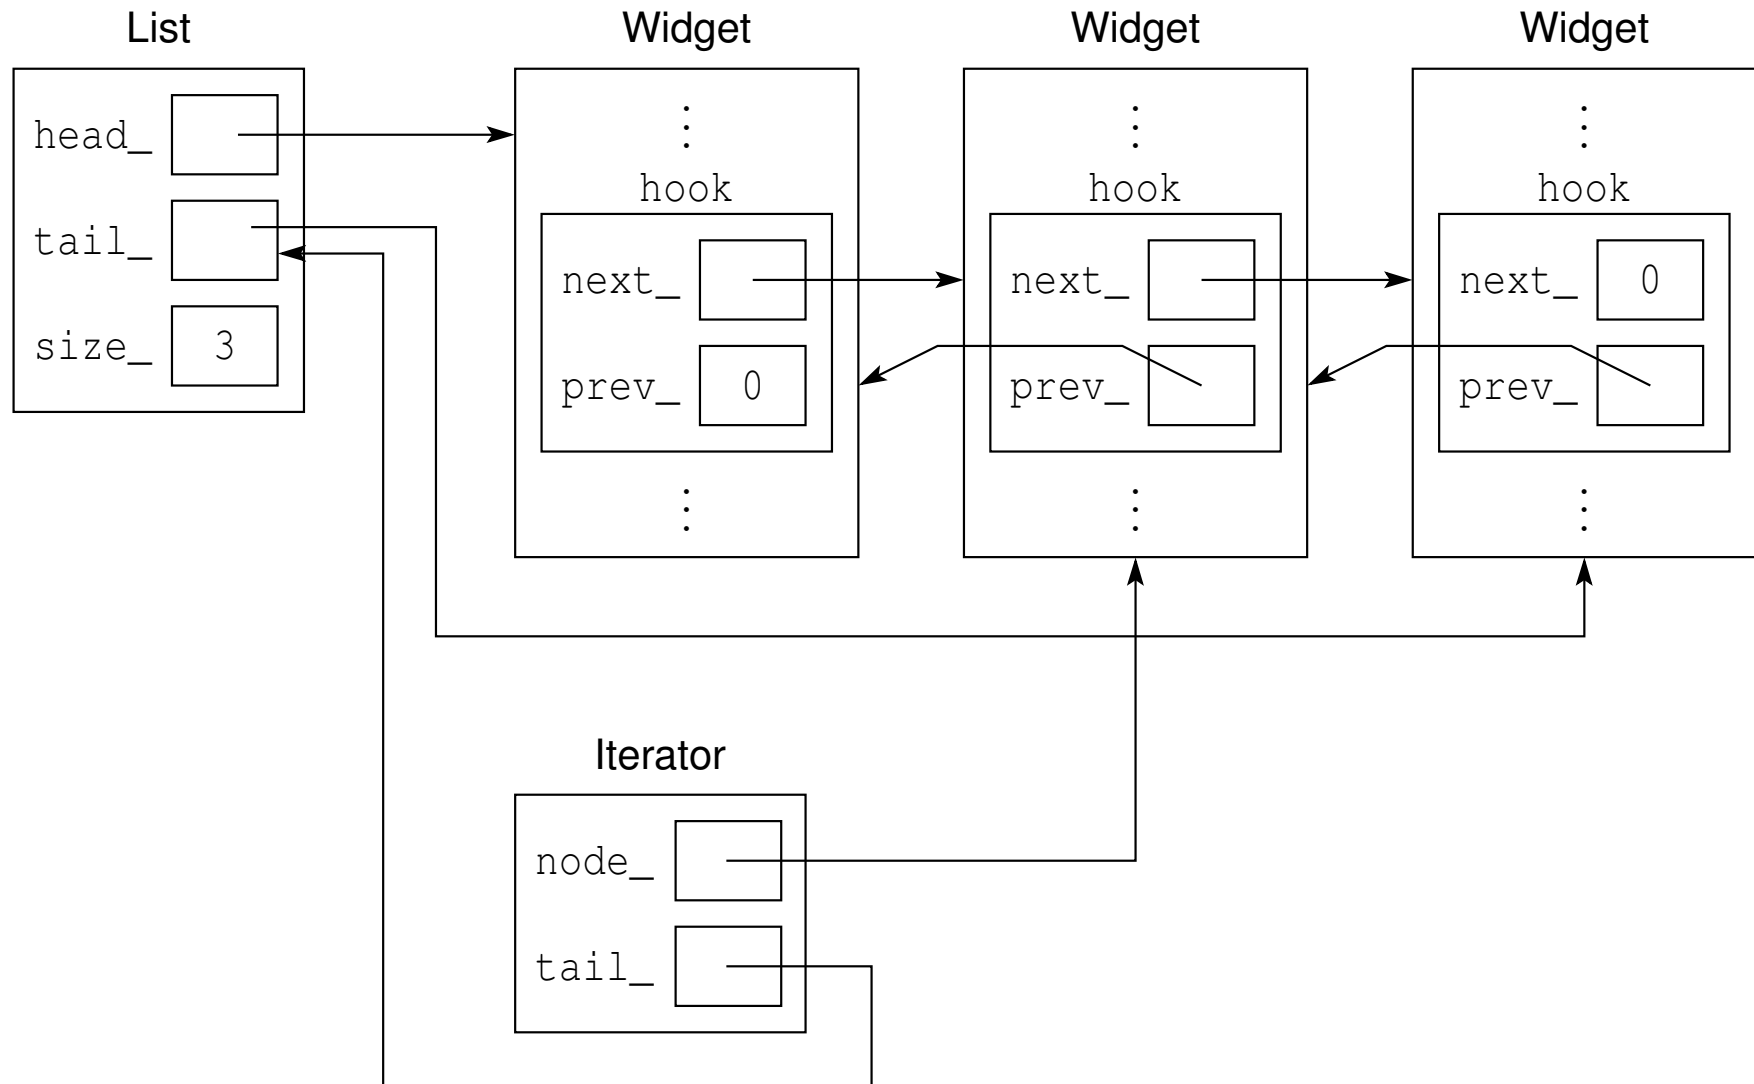 List Widget Widget Widget
⋮ ⋮ ⋮
head_
hook hook hook
tail_
next_ next_ next_ 0
size_ 3
prev_ 0 prev_ prev_
⋮ ⋮ ⋮
Iterator
node_
tail_